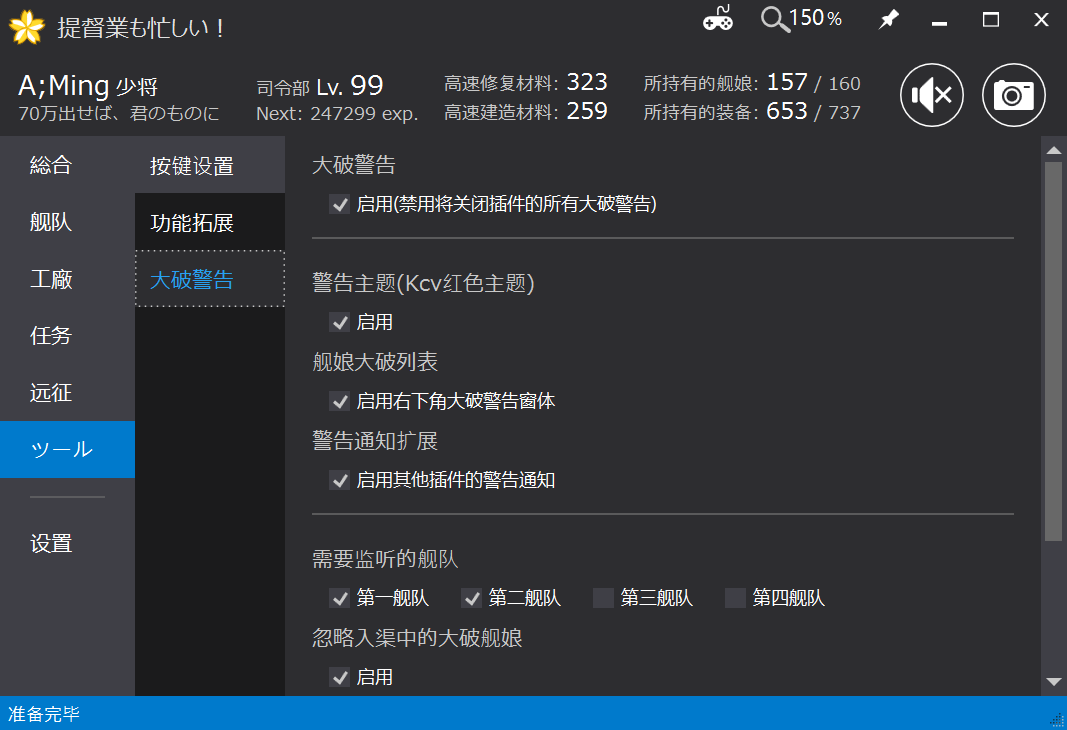 提督業も忙しい！
150%
A;Ming 少将
70万出せば、君のものに
司令部 Lv. 99
Next: 247299 exp.
高速修复材料: 323
高速建造材料: 259
所持有的舰娘: 157 / 160
所持有的装备: 653 / 737
総合
舰队
工廠
任务
远征
ツール
设置
按键设置
功能拓展
大破警告
大破警告
启用(禁用将关闭插件的所有大破警告)
警告主题(Kcv红色主题)
启用
舰娘大破列表
启用右下角大破警告窗体
警告通知扩展
启用其他插件的警告通知
需要监听的舰队
第一舰队 第二舰队 第三舰队 第四舰队
忽略入渠中的大破舰娘
启用
准备完毕